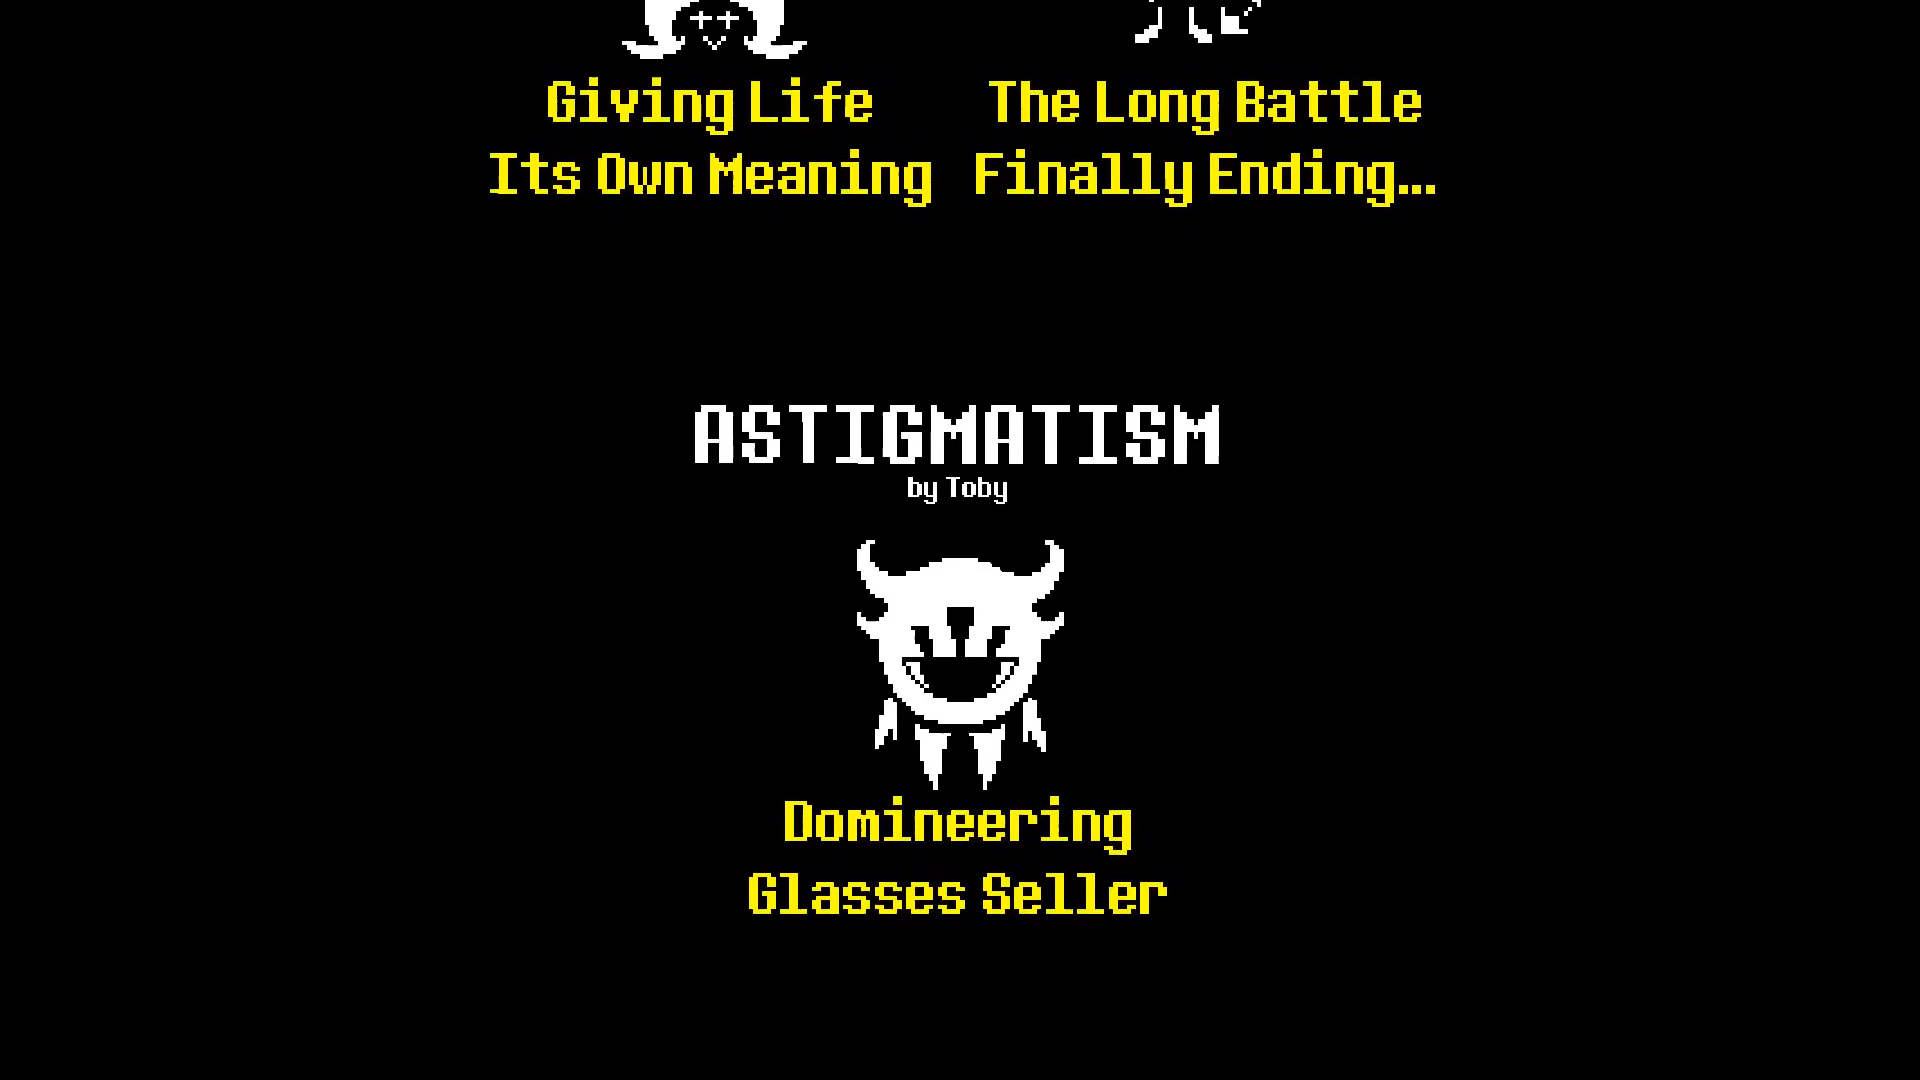 Giving Life The Long Battle
Its Own Meaning Finally Ending...
ASTIGMATISM
by Toby
Domineering
Glasses Seller